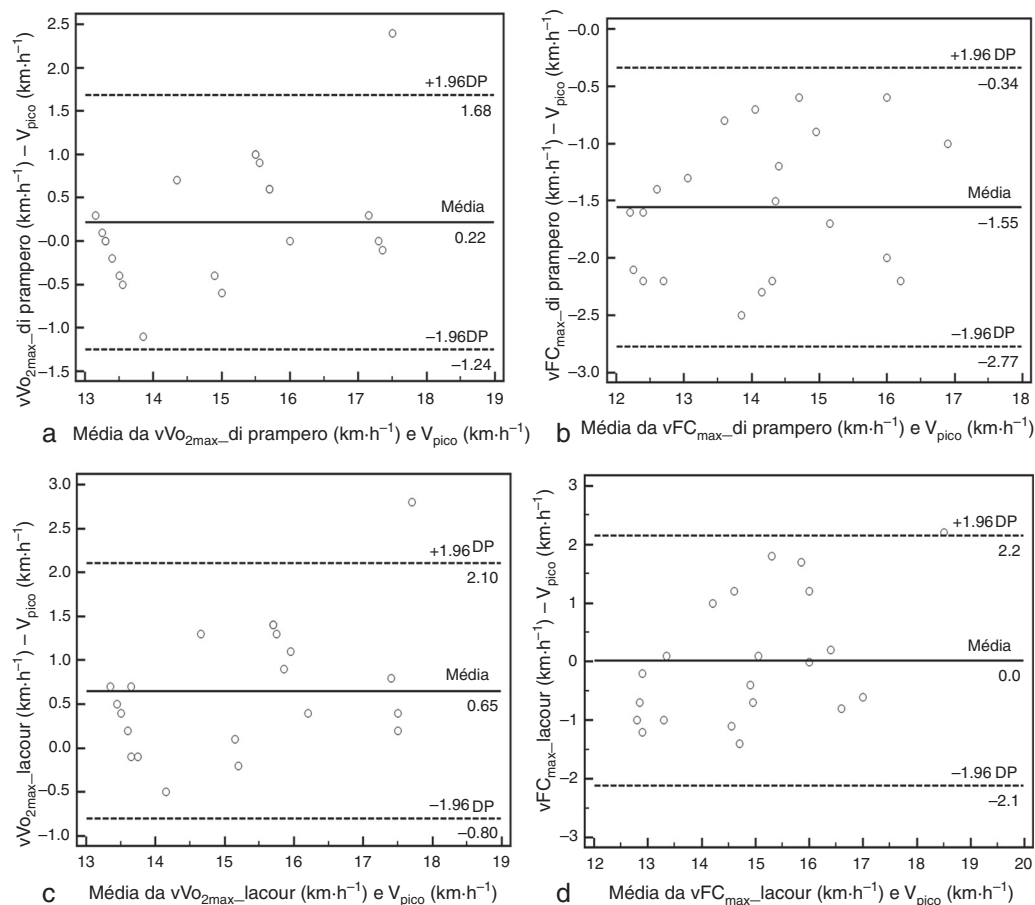 vVo2max_di prampero (km·h–1) – Vpico (km·h–1)
2.5
2.0
1.5
1.0
0.5
–0.0
–0.5
–1.0
–1.5
+1.96DP
1.68
Média
0.22
–1.96DP
–1.24
13 14 15 16 17 18 19
a Média da vVo2max_di prampero (km·h–1) e Vpico (km·h–1)
vFCmax_di prampero (km·h–1) – Vpico (km·h–1)
–0.0
–0.5
–1.0
–1.5
–2.0
–2.5
–3.0
+1.96 DP
–0.34
Média
–1.55
–1.96DP
–2.77
12 13 14 15 16 17 18
b Média da vFCmax_di prampero (km·h–1) e Vpico (km·h–1)
vVo2max_lacour (km·h–1) – Vpico (km·h–1)
3.0
2.5
2.0
1.5
1.0
0.5
0.0
–0.5
–1.0
+1.96 DP
2.10
Média
0.65
–1.96 DP
–0.80
13 14 15 16 17 18 19
c Média da vVo2max_lacour (km·h–1) e Vpico (km·h–1)
vFCmax_lacour (km·h–1) – Vpico (km·h–1)
3
2
1
0
–1
–2
–3
+1.96 DP
2.2
Média
0.0
–1.96 DP
–2.1
12 13 14 15 16 17 18 19 20
d Média da vFCmax_lacour (km·h–1) e Vpico (km·h–1)